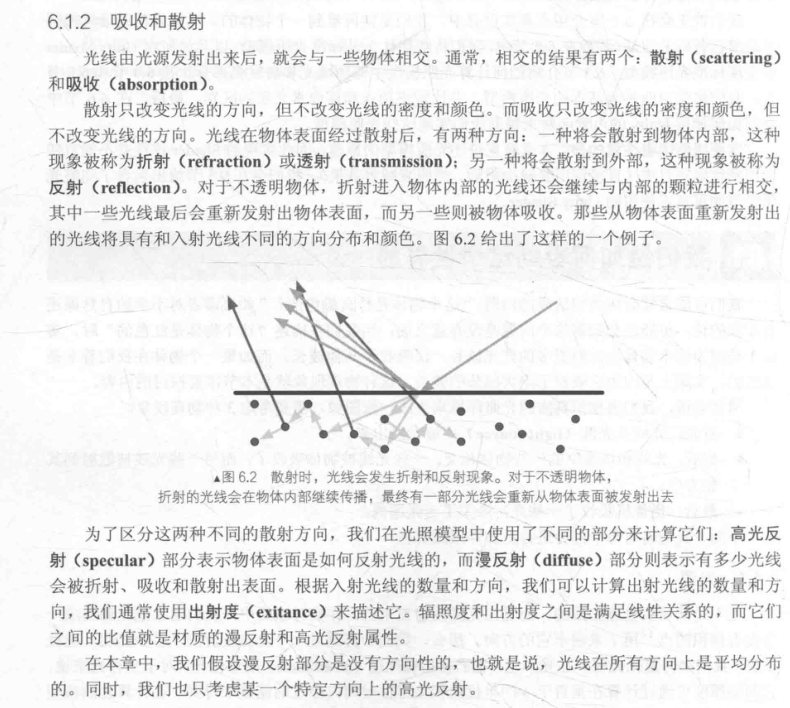 6.1.2 吸收和散射
光线由光源发射出来后，就会与一些物体相交。通常，相交的结果有两个：散射（scattering）
和吸收（absorption）。
散射只改变光线的方向，但不改变光线的密度和颜色。而吸收只改变光线的密度和颜色，但
不改变光线的方向。光线在物体表面经过散射后，有两种方向：一种将会散射到物体内部，这种
现象被称为折射（refraction）或透射（transmission）；另一种将会散射到外部，这种现象被称为
反射（reflection）。对于不透明物体，折射进入物体内部的光线还会继续与内部的颗粒进行相交，
其中一些光线最后会重新发射出物体表面，而另一些则被物体吸收。那些从物体表面重新发射出
的光线将具有和入射光线不同的方向分布和颜色。图 6.2 给出了这样的一个例子。
▲图 6.2 散射时，光线会发生折射和反射现象。对于不透明物体，
折射的光线会在物体内部继续传播，最终有一部分光线会重新从物体表面被发射出去
为了区分这两种不同的散射方向，我们在光照模型中使用了不同的部分来计算它们：高光反
射（specular）部分表示物体表面是如何反射光线的，而漫反射（diffuse）部分则表示有多少光线
会被折射、吸收和散射出表面。根据入射光线的数量和方向，我们可以计算出射光线的数量和方
向，我们通常使用出射度（exitance）来描述它。辐照度和出射度之间是满足线性关系的，而它们
之间的比值就是材质的漫反射和高光反射属性。
在本章中，我们假设漫反射部分是没有方向性的，也就是说，光线在所有方向上是平均分布
的。同时，我们也只考虑某一个特定方向上的高光反射。